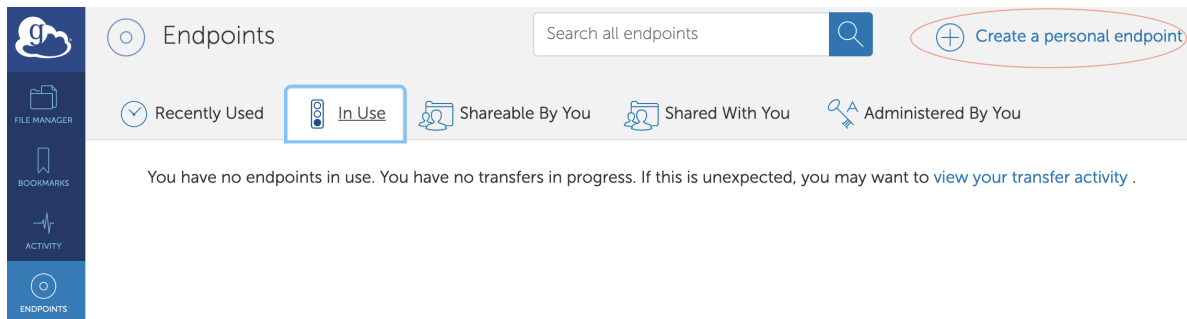 g
Endpoints
Search all endpoints
Create a personal endpoint
FILE MANAGER
Recently Used
In Use
Shareable By You
Shared With You
Administered By You
BOOKMARKS
You have no endpoints in use. You have no transfers in progress. If this is unexpected, you may want to view your transfer activity .
ACTIVITY
ENDPOINTS